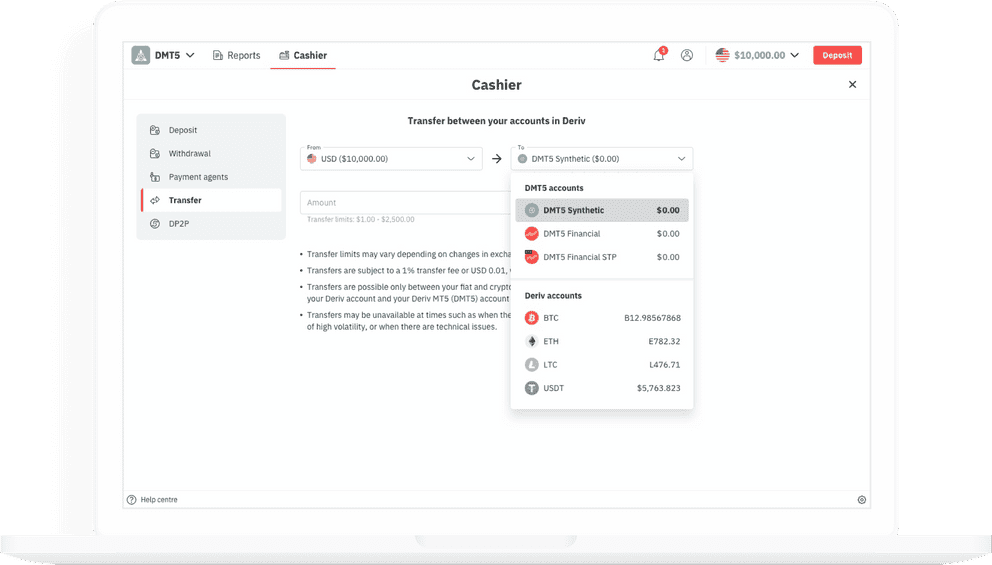 DMT5 Reports Cashier 1 $10,000.00 Deposit
Cashier
Deposit
Withdrawal
Payment agents
Transfer
DP2P
Transfer between your accounts in Deriv
From
USD ($10,000.00)
To
DMT5 Synthetic ($0.00)
Amount
Transfer limits: $1.00 - $2,500.00
• Transfer limits may vary depending on changes in excha
• Transfers are subject to a 1% transfer fee or USD 0.01,
• Transfers are possible only between your fiat and crypto
your Deriv account and your Deriv MT5 (DMT5) account
• Transfers may be unavailable at times such as when the
of high volatility, or when there are technical issues.
DMT5 accounts
DMT5 Synthetic $0.00
DMT5 Financial $0.00
DMT5 Financial STP $0.00
Deriv accounts
BTC B12.98567868
ETH E782.32
LTC L476.71
USDT $5,763.823
Help centre